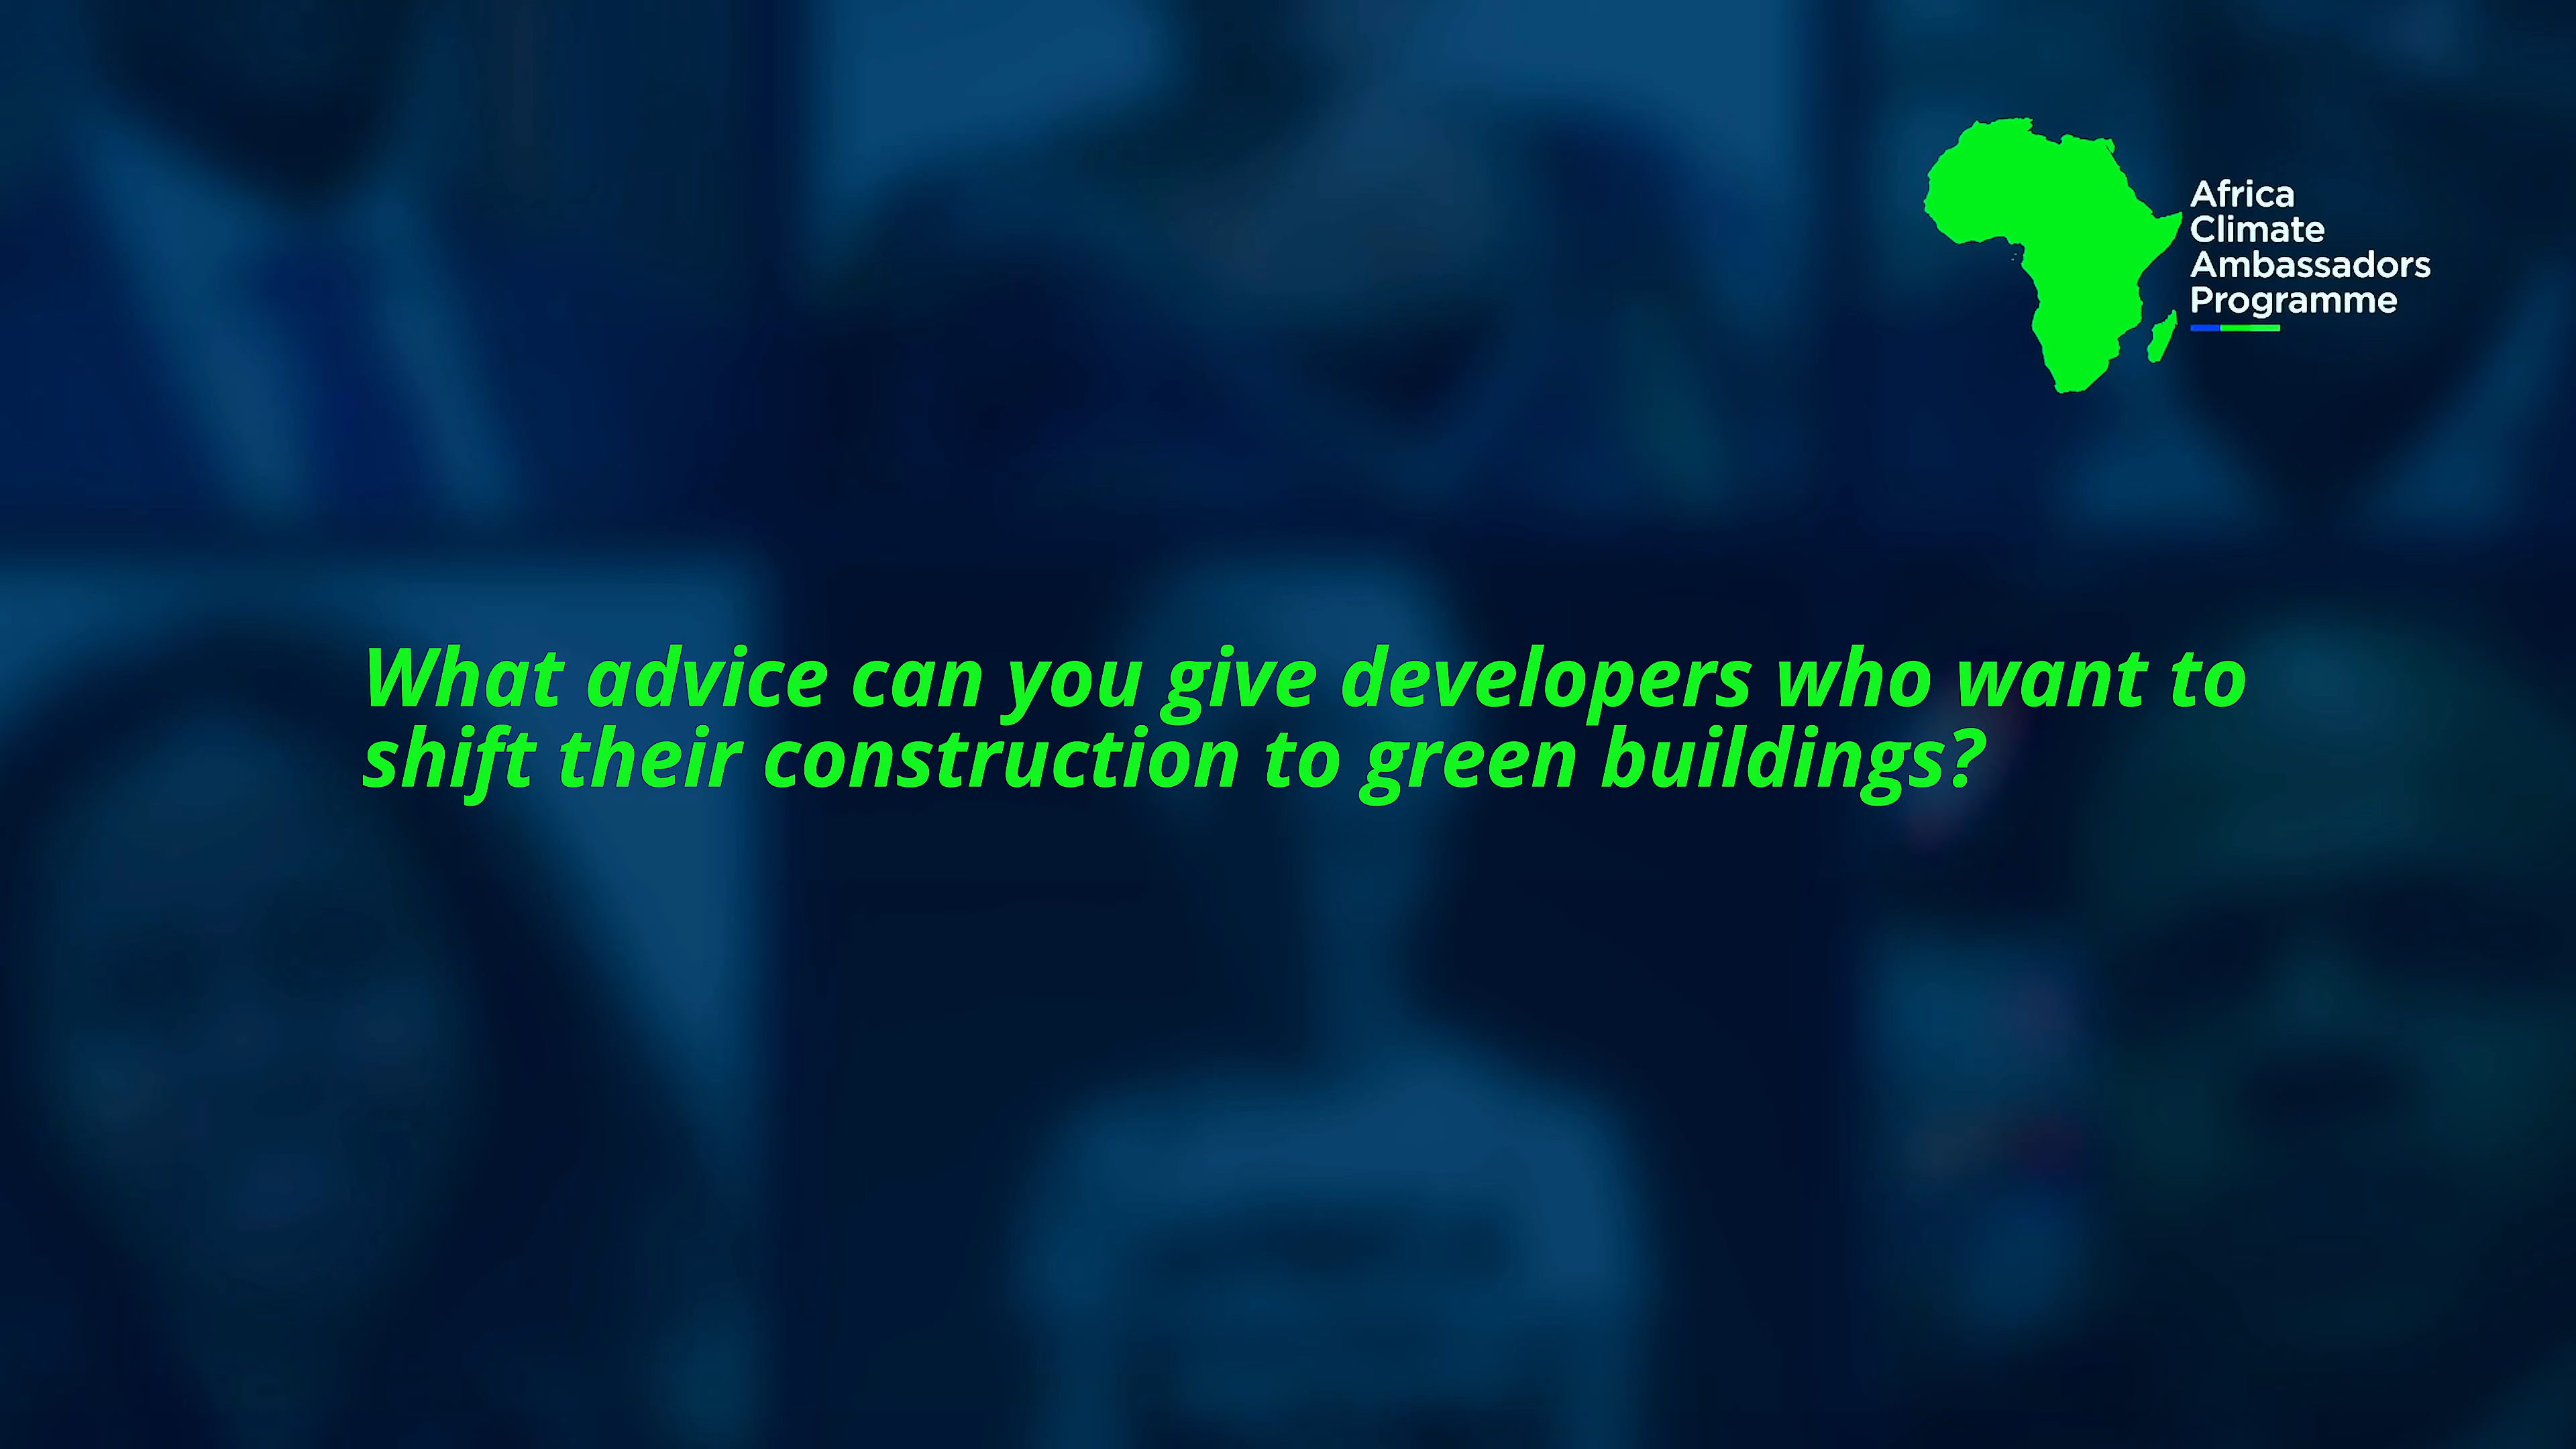 Africa
Climate
Ambassadors
Programme
What advice can you give developers who want to
shift their construction to green buildings?